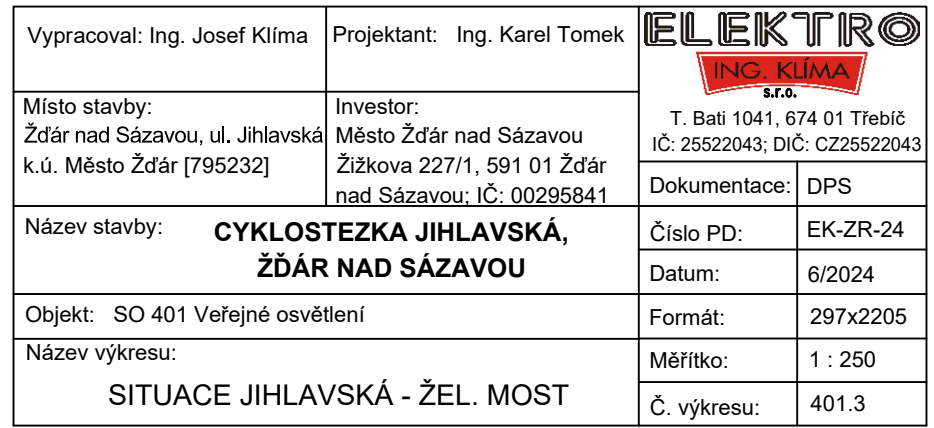 Vypracoval: Ing. Josef Klíma
Projektant: Ing. Karel Tomek
ELEKTRO
ING. KLÍMA
s.r.o.
T. Bati 1041, 674 01 Třebíč
IČ: 25522043; DIČ: CZ25522043
Místo stavby:
Žďár nad Sázavou, ul. Jihlavská
k.ú. Město Žďár [795232]
Investor:
Město Žďár nad Sázavou
Žižkova 227/1, 591 01 Žďár
nad Sázavou; IČ: 00295841
Dokumentace: DPS
Název stavby: CYKLOSTEZKA JIHLAVSKÁ,
ŽĎÁR NAD SÁZAVOU
Číslo PD: EK-ZR-24
Datum: 6/2024
Objekt: SO 401 Veřejné osvětlení
Formát: 297x2205
Název výkresu:
SITUACE JIHLAVSKÁ - ŽEL. MOST
Měřítko: 1 : 250
Č. výkresu: 401.3